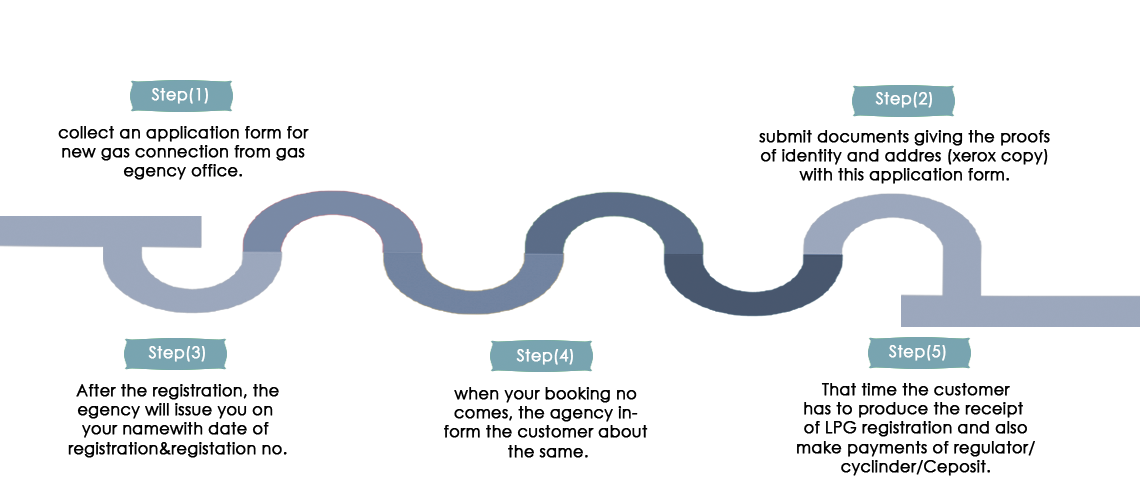 Step(1)
collect an application form for
new gas connection from gas
egency office.
Step(2)
submit documents giving the proofs
of identity and addres (xerox copy)
with this application form.
Step(3)
After the registration, the
egency will issue you on
your namewith date of
registration&registation no.
Step(4)
when your booking no
comes, the agency in-
form the customer about
the same.
Step(5)
That time the customer
has to produce the receipt
of LPG registration and also
make payments of regulator/
cyclinder/Ceposit.